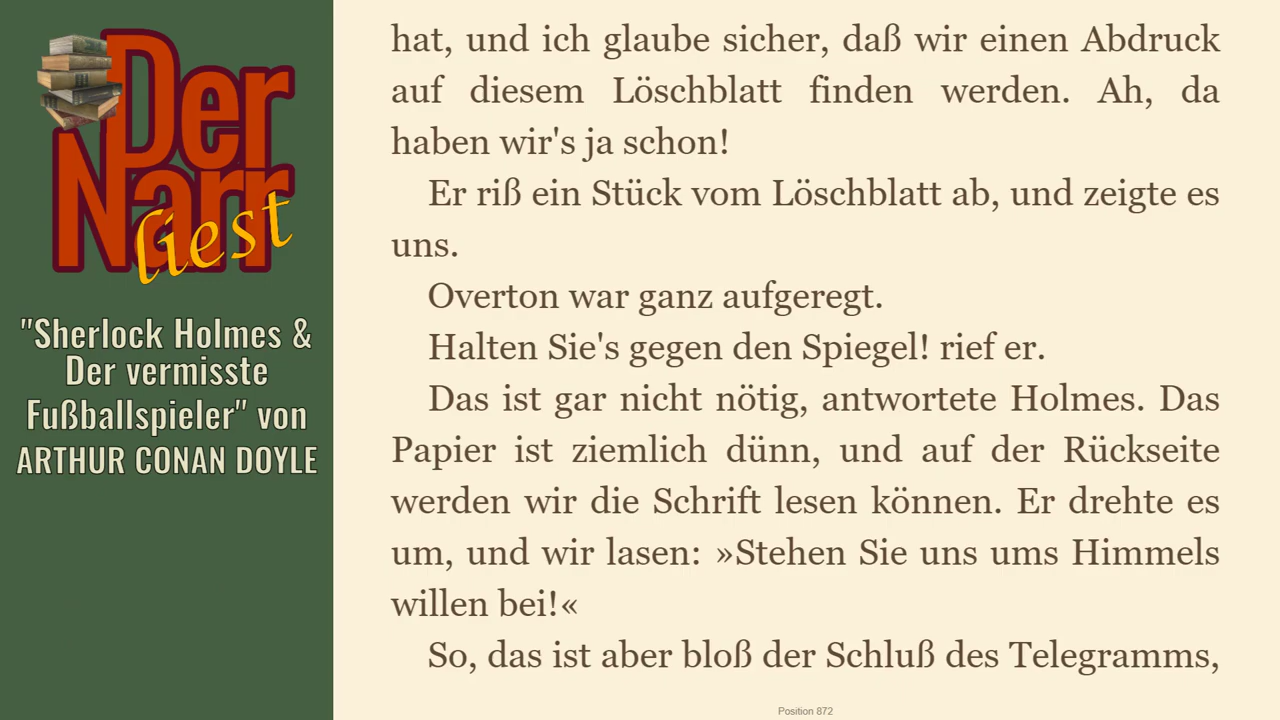 Der
Narr
liest
"Sherlock Holmes &
Der vermisste
Fußballspieler" von
ARTHUR CONAN DOYLE
hat, und ich glaube sicher, daß wir einen Abdruck
auf diesem Löschblatt finden werden. Ah, da
haben wir's ja schon!
Er riß ein Stück vom Löschblatt ab, und zeigte es
uns.
Overton war ganz aufgeregt.
Halten Sie's gegen den Spiegel! rief er.
Das ist gar nicht nötig, antwortete Holmes. Das
Papier ist ziemlich dünn, und auf der Rückseite
werden wir die Schrift lesen können. Er drehte es
um, und wir lasen: »Stehen Sie uns ums Himmels
willen bei!«
So, das ist aber bloß der Schluß des Telegramms,
Position 872